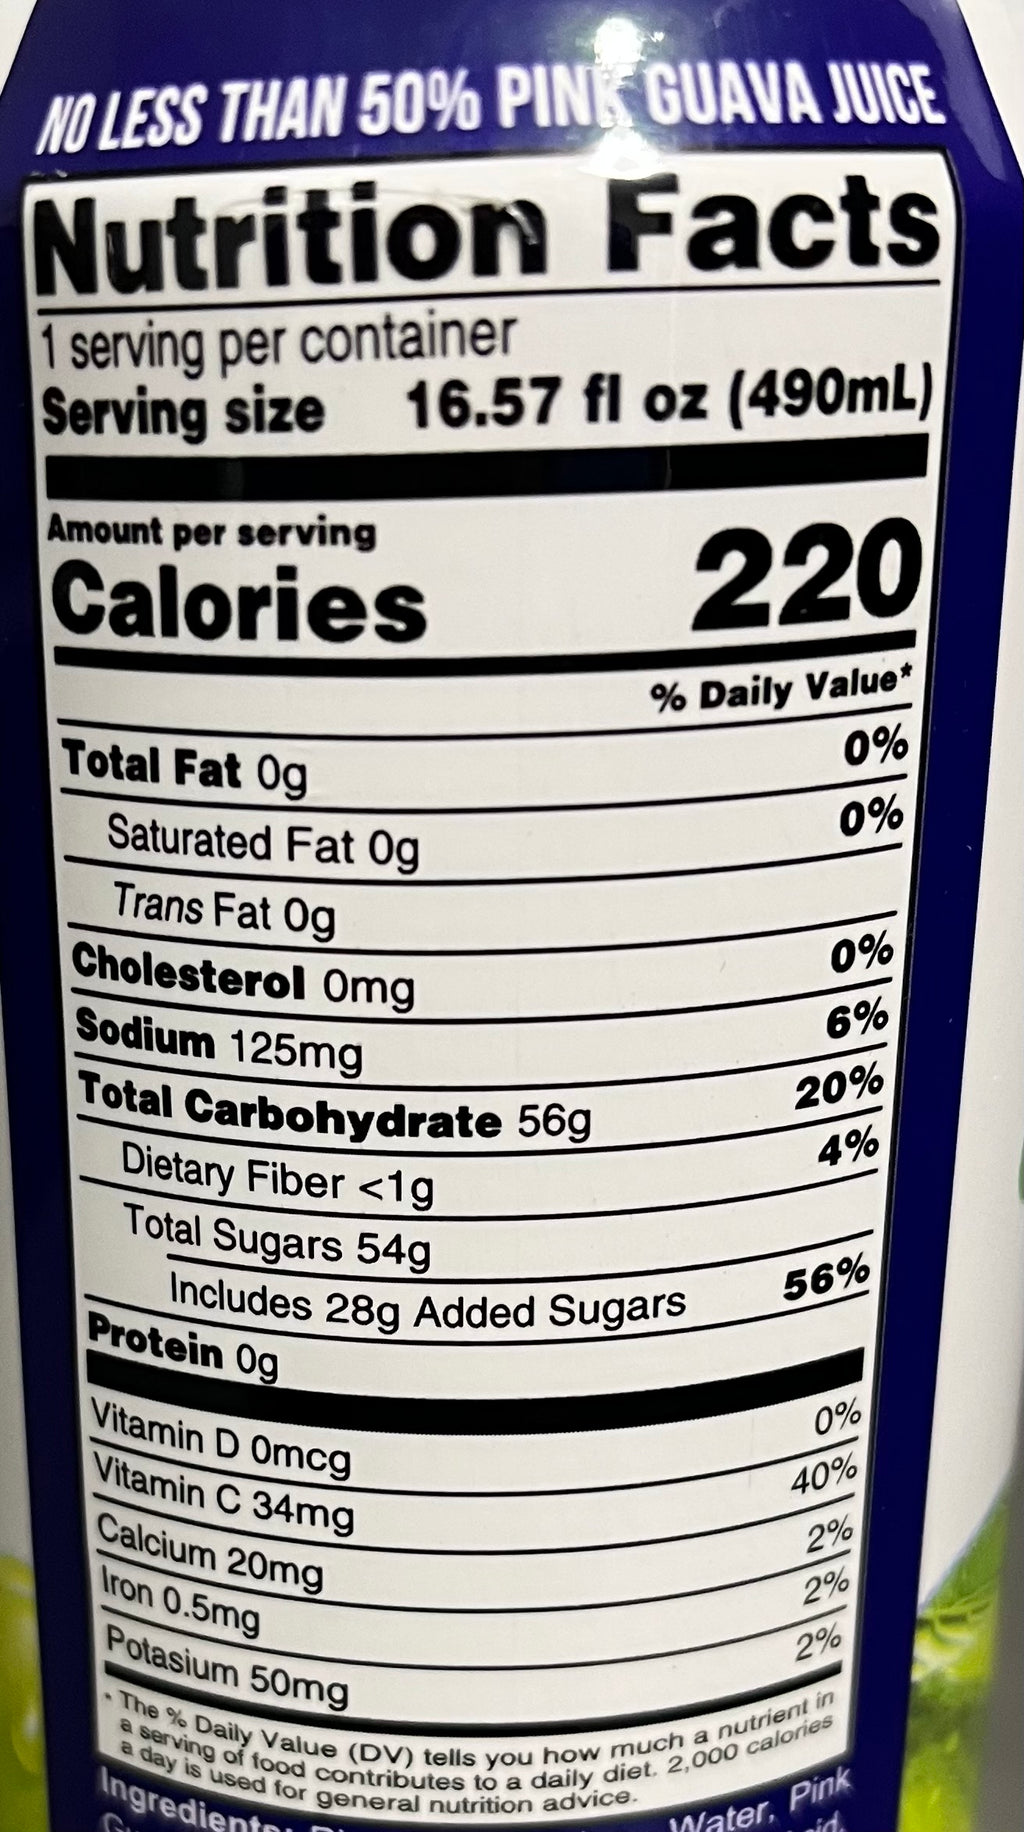 NO LESS THAN 50% PINK GUAVA JUICE
Nutrition Facts
1 serving per container
Serving size 16.57 fl oz (490mL)
Amount per serving
Calories 220
% Daily Value*
Total Fat 0g 0%
Saturated Fat 0g 0%
Trans Fat 0g
Cholesterol 0mg 0%
Sodium 125mg 6%
Total Carbohydrate 56g 20%
Dietary Fiber <1g 4%
Total Sugars 54g
Includes 28g Added Sugars 56%
Protein 0g
Vitamin D 0mcg 0%
Vitamin C 34mg 40%
Calcium 20mg 2%
Iron 0.5mg 2%
Potasium 50mg 2%
* The % Daily Value (DV) tells you how much a nutrient in
a serving of food contributes to a daily diet. 2,000 calories
a day is used for general nutrition advice.
Ingredients: Water, Pink